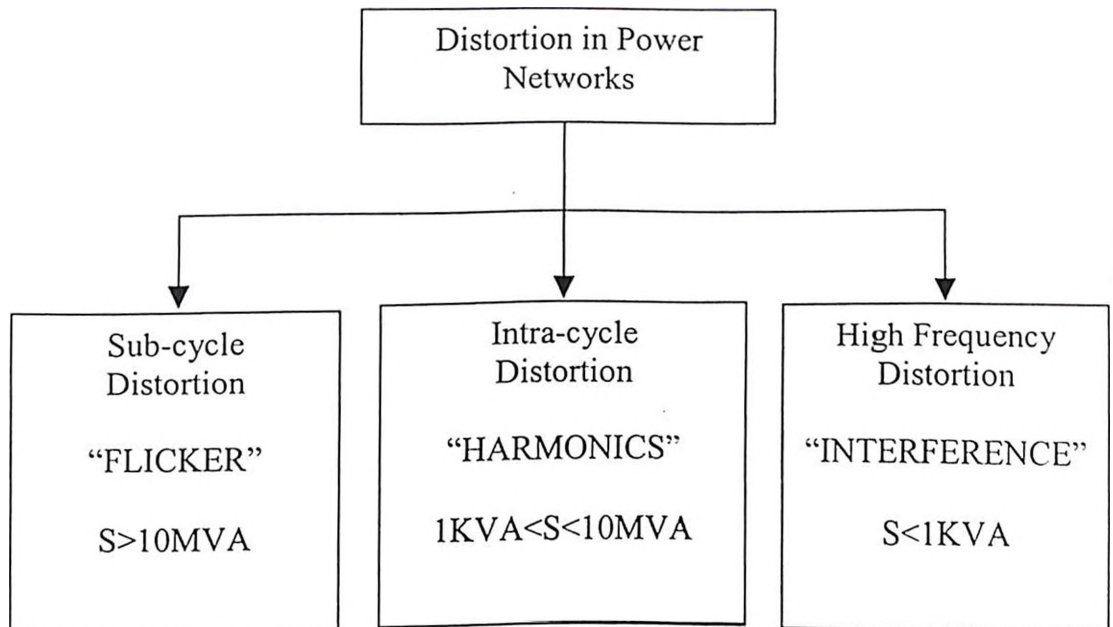 Distortion in Power
Networks
Sub-cycle
Distortion
“FLICKER”
S>10MVA
Intra-cycle
Distortion
“HARMONICS”
1KVA<S<10MVA
High Frequency
Distortion
“INTERFERENCE”
S<1KVA